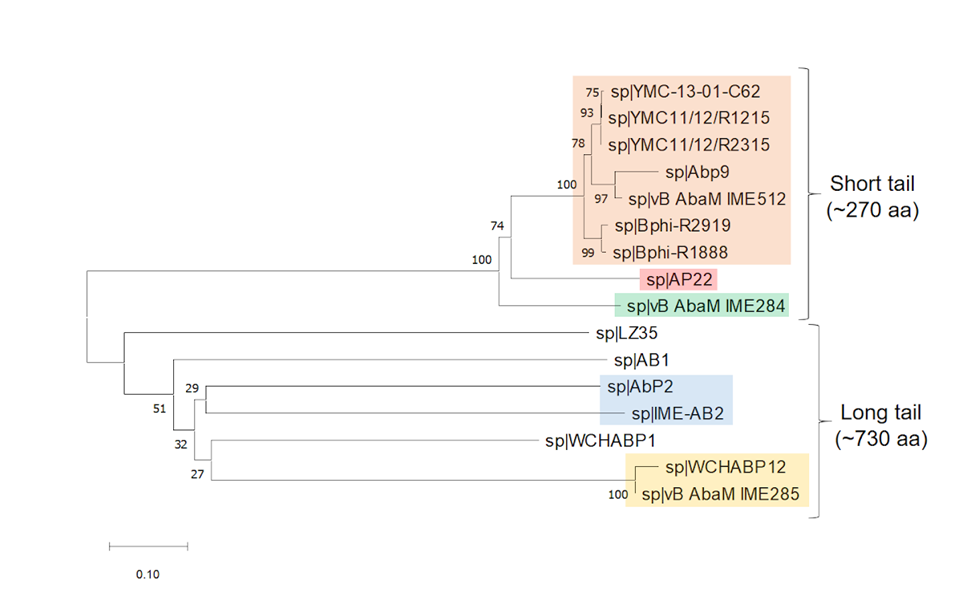 75
sp|YMC-13-01-C62
93
sp|YMC11/12/R1215
78
sp|YMC11/12/R2315
100
sp|Abp9
97
sp|vB AbaM IME512
74
sp|Bphi-R2919
99
sp|Bphi-R1888
100
sp|AP22
sp|vB AbaM IME284
Short tail
(~270 aa)
sp|LZ35
sp|AB1
29
sp|AbP2
51
sp|IME-AB2
32
sp|WCHABP1
27
sp|WCHABP12
100
sp|vB AbaM IME285
Long tail
(~730 aa)
0.10